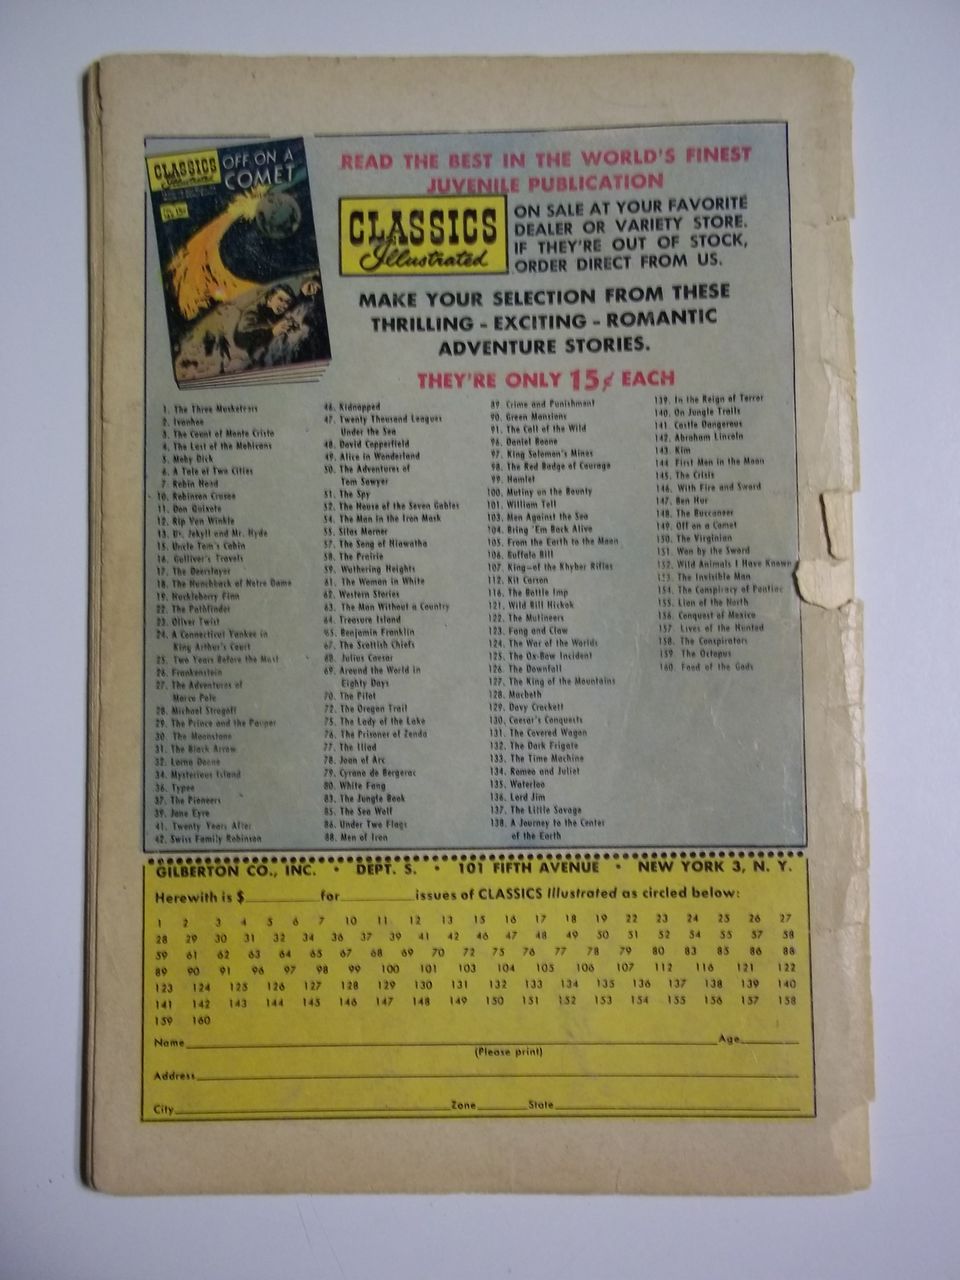 CLASSICS
Illustrated
OFF ON A
COMET
READ THE BEST IN THE WORLD'S FINEST
JUVENILE PUBLICATION
CLASSICS
Illustrated
ON SALE AT YOUR FAVORITE
DEALER OR VARIETY STORE.
IF THEY'RE OUT OF STOCK,
ORDER DIRECT FROM US.
MAKE YOUR SELECTION FROM THESE
THRILLING - EXCITING - ROMANTIC
ADVENTURE STORIES.
THEY'RE ONLY 15¢ EACH
1. The Three Musketeers
2. Ivanhoe
3. The Count of Monte Cristo
4. The Last of the Mohicans
5. Moby Dick
6. A Tale of Two Cities
7. Robin Hood
10. Robinson Crusoe
11. Don Quixote
12. Rip Van Winkle
13. Dr. Jekyll and Mr. Hyde
15. Uncle Tom's Cabin
16. Gulliver's Travels
17. The Deerslayer
18. The Hunchback of Notre Dame
19. Huckleberry Finn
22. The Pathfinder
23. Oliver Twist
24. A Connecticut Yankee in
King Arthur's Court
25. Two Years Before the Mast
26. Frankenstein
27. The Adventures of
Marco Polo
28. Michael Strogoff
29. The Prince and the Pauper
30. The Moonstone
31. The Black Arrow
32. Lorna Doone
34. Mysterious Island
36. Typee
37. The Pioneers
39. Jane Eyre
41. Twenty Years After
42. Swiss Family Robinson
46. Kidnapped
47. Twenty Thousand Leagues
Under the Sea
48. David Copperfield
49. Alice in Wonderland
50. The Adventures of
Tom Sawyer
51. The Spy
52. The House of the Seven Gables
54. The Man in the Iron Mask
55. Silas Marner
57. The Song of Hiawatha
58. The Prairie
59. Wuthering Heights
61. The Woman in White
62. Western Stories
63. The Man Without a Country
64. Treasure Island
65. Benjamin Franklin
67. The Scottish Chiefs
68. Julius Caesar
69. Around the World in
Eighty Days
70. The Pilot
72. The Oregon Trail
75. The Lady of the Lake
76. The Prisoner of Zenda
77. The Iliad
78. Joan of Arc
79. Cyrano de Bergerac
80. White Fang
83. The Jungle Book
85. The Sea Wolf
86. Under Two Flags
88. Men of Iron
89. Crime and Punishment
90. Green Mansions
91. The Call of the Wild
96. Daniel Boone
97. King Solomon's Mines
98. The Red Badge of Courage
99. Hamlet
100. Mutiny on the Bounty
101. William Tell
103. Men Against the Sea
104. Bring 'Em Back Alive
105. From the Earth to the Moon
106. Buffalo Bill
107. King—of the Khyber Rifles
112. Kit Carson
116. The Bottle Imp
121. Wild Bill Hickok
122. The Mutineers
123. Fang and Claw
124. The War of the Worlds
125. The Ox-Bow Incident
126. The Downfall
127. The King of the Mountains
128. Macbeth
129. Davy Crockett
130. Caesar's Conquests
131. The Covered Wagon
132. The Dark Frigate
133. The Time Machine
134. Romeo and Juliet
135. Waterloo
136. Lord Jim
137. The Little Savage
138. A Journey to the Center
of the Earth
139. In the Reign of Terror
140. On Jungle Trails
141. Castle Dangerous
142. Abraham Lincoln
143. Kim
144. First Men in the Moon
145. The Crisis
146. With Fire and Sword
147. Ben Hur
148. The Buccaneer
149. Off on a Comet
150. The Virginian
151. Won by the Sword
152. Wild Animals I Have Known
153. The Invisible Man
154. The Conspiracy of Pontiac
155. Lion of the North
156. Conquest of Mexico
157. Lives of the Hunted
158. The Conspirators
159. The Octopus
160. Food of the Gods
GILBERTON CO., INC. • DEPT. S. • 101 FIFTH AVENUE • NEW YORK 3, N. Y.
Herewith is $ for issues of CLASSICS Illustrated as circled below:
1 2 3 4 5 6 7 10 11 12 13 15 16 17 18 19 22 23 24 25 26 27
28 29 30 31 32 34 36 37 39 41 42 46 47 48 49 50 51 52 54 55 57 58
59 61 62 63 64 65 67 68 69 70 72 75 76 77 78 79 80 83 85 86 88
89 90 91 96 97 98 99 100 101 103 104 105 106 107 112 116 121 122
123 124 125 126 127 128 129 130 131 132 133 134 135 136 137 138 139 140
141 142 143 144 145 146 147 148 149 150 151 152 153 154 155 156 157 158
159 160
Name Age
(Please print)
Address
City Zone State